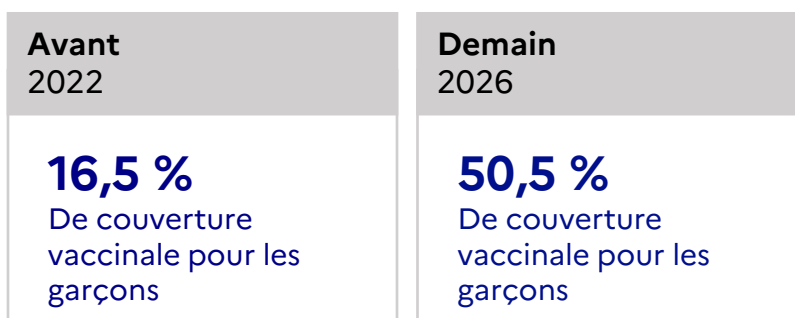 Avant
2022
16,5 %
De couverture
vaccinale pour les
garçons
Demain
2026
50,5 %
De couverture
vaccinale pour les
garçons